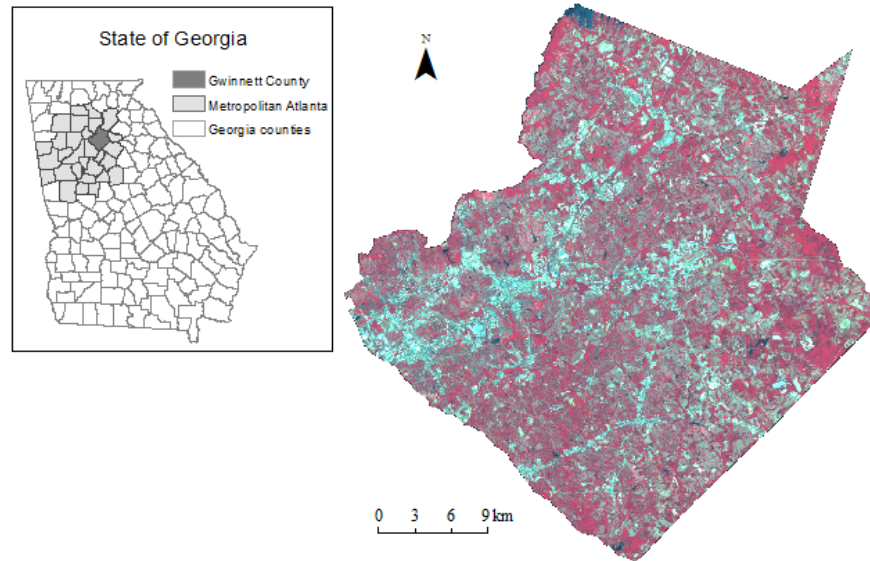 State of Georgia
Gwinnett County
Metropolitan Atlanta
Georgia counties
N
0 3 6 9 km